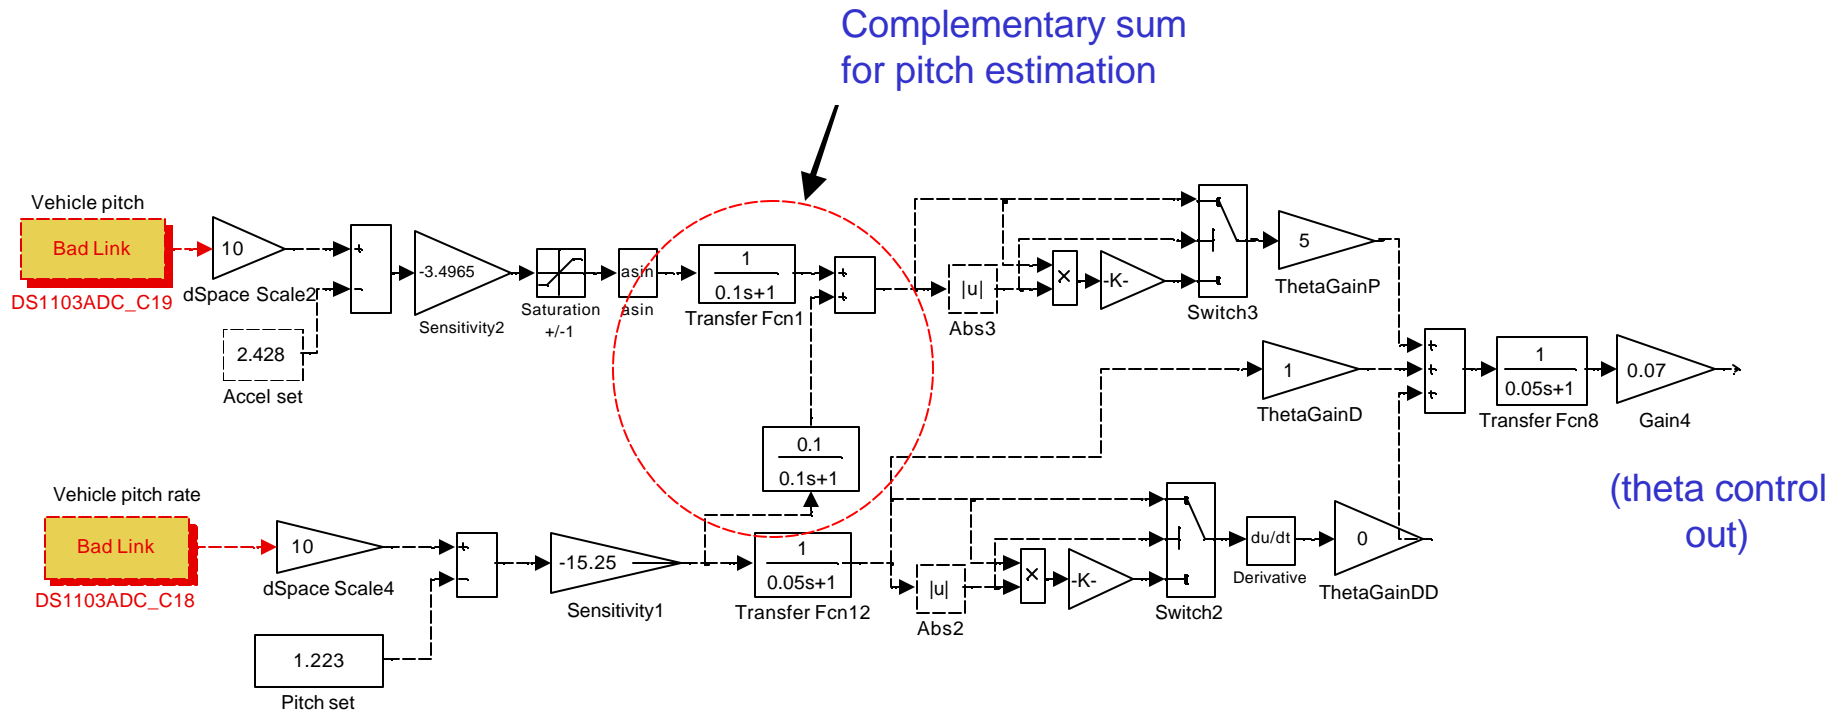 Complementary sum
for pitch estimation
Vehicle pitch
Bad Link
DS1103ADC_C19
10
dSpace Scale2
+
-
2.428
Accel set
-3.4965
Sensitivity2
Saturation
+/-1
asin
asin
1
0.1s+1
Transfer Fcn1
+
+
|u|
Abs3
×
-K-
Switch3
5
ThetaGainP
1
ThetaGainD
+
+
+
1
0.05s+1
Transfer Fcn8
0.07
Gain4
0.1
0.1s+1
(theta control
out)
Vehicle pitch rate
Bad Link
DS1103ADC_C18
10
dSpace Scale4
+
-
1.223
Pitch set
-15.25
Sensitivity1
1
0.05s+1
Transfer Fcn12
|u|
Abs2
×
-K-
Switch2
du/dt
Derivative
0
ThetaGainDD